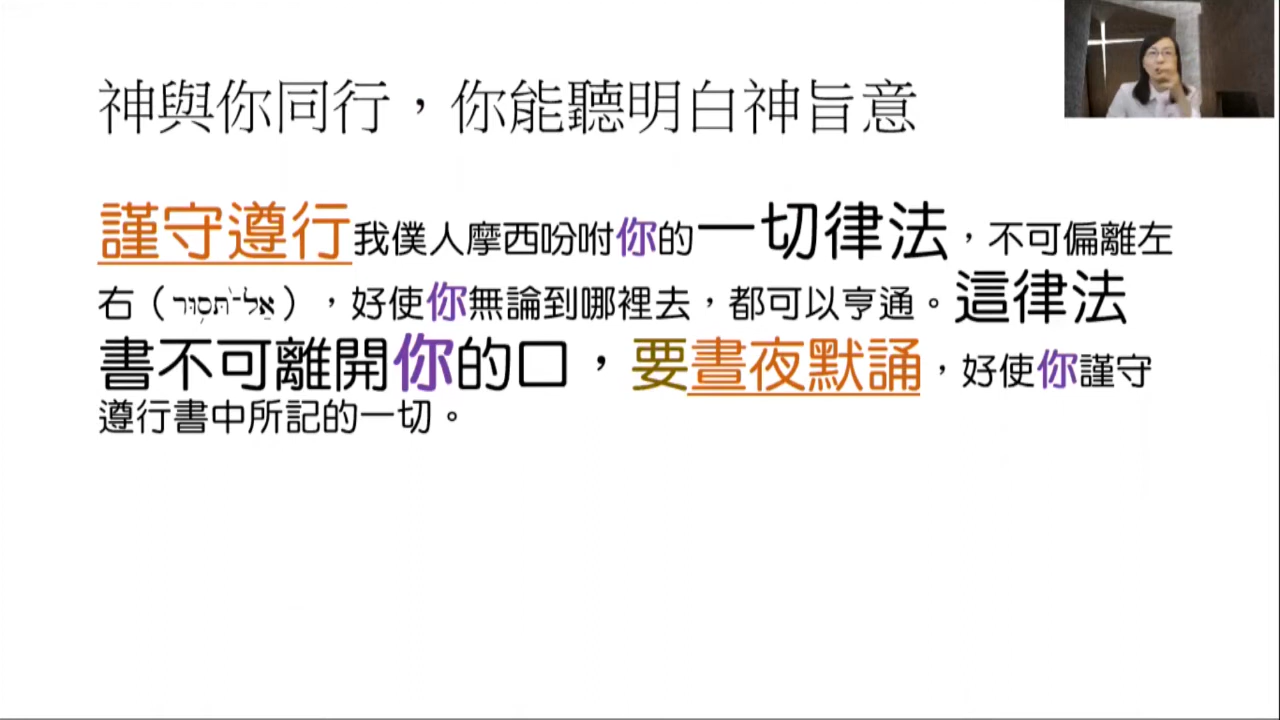 神與你同行，你能聽明白神旨意
謹守遵行我僕人摩西吩咐你的一切律法，不可偏離左
右（אַל־תָּסוּר），好使你無論到哪裡去，都可以亨通。這律法
書不可離開你的口，要晝夜默誦，好使你謹守
遵行書中所記的一切。